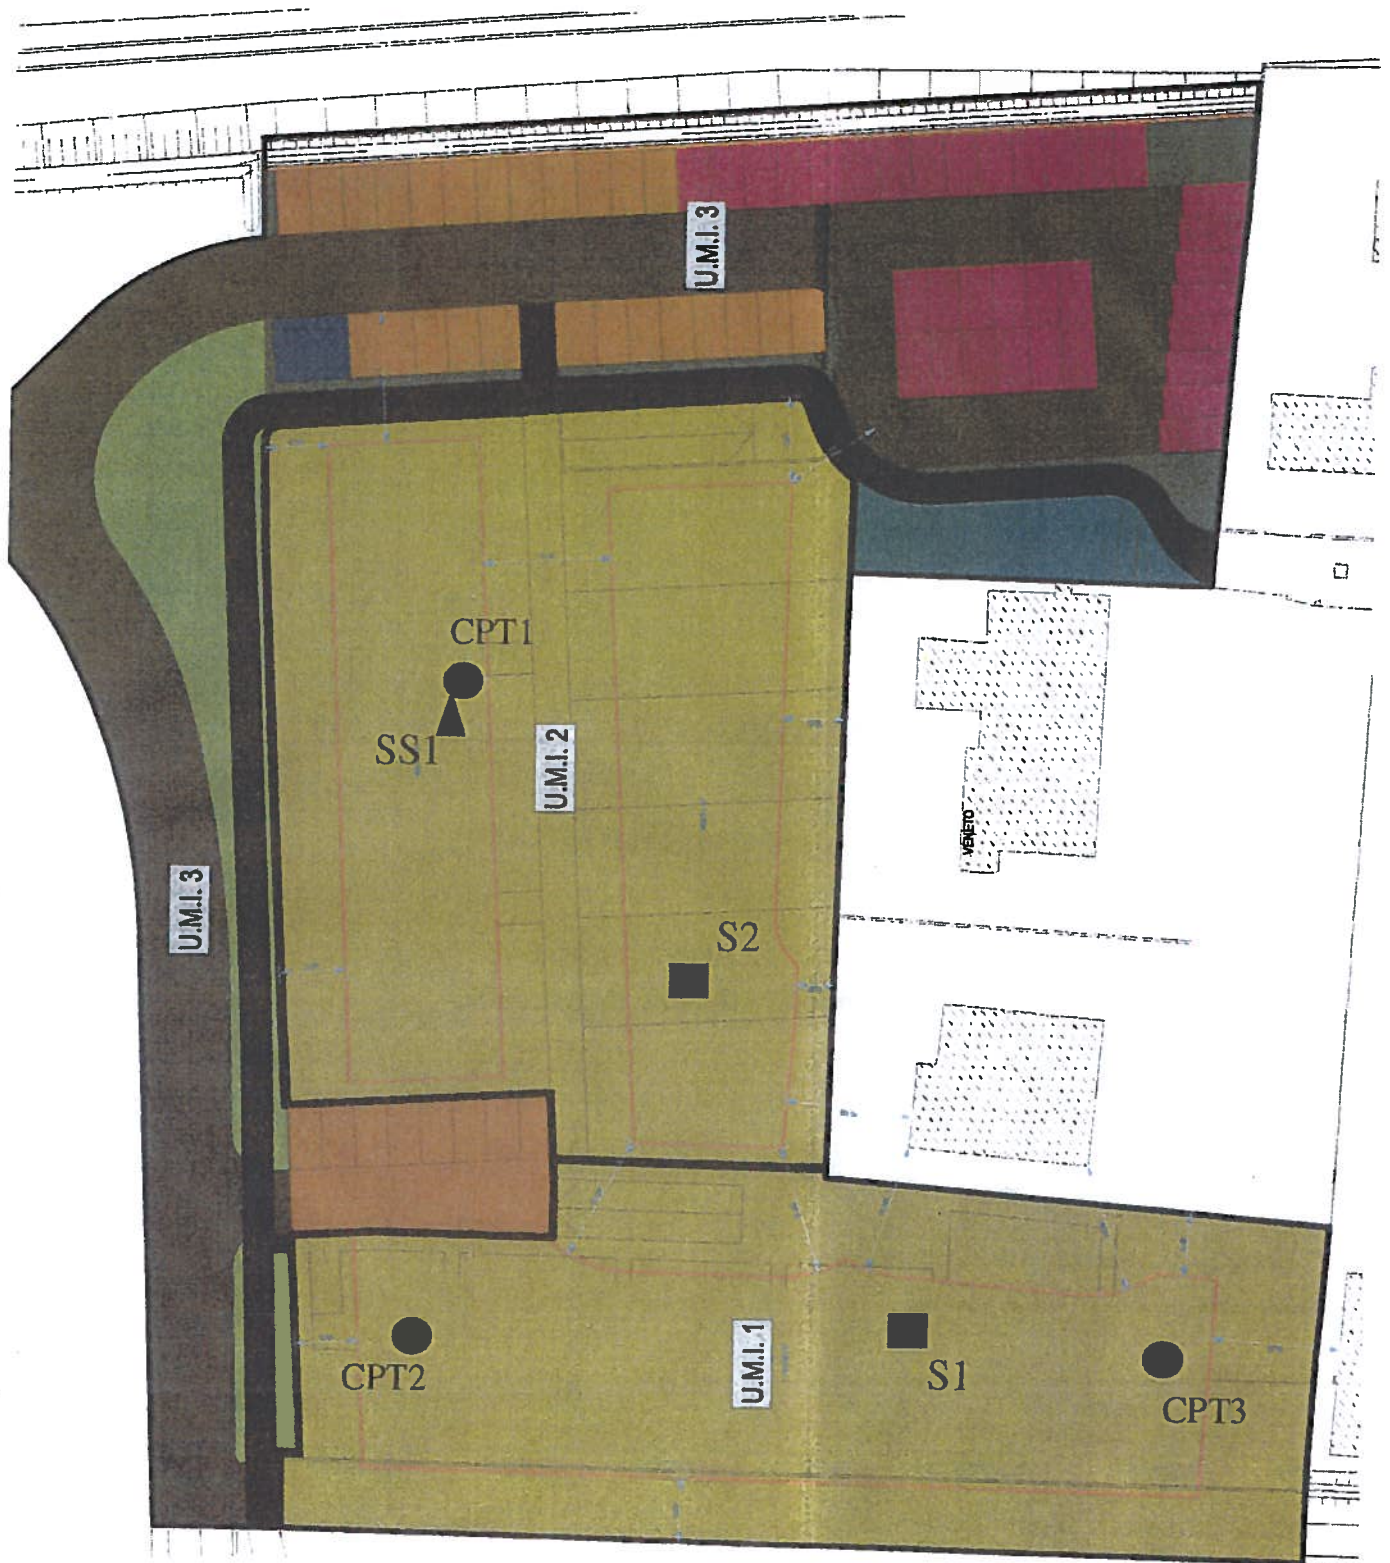 U.M.I. 3
CPT1
SS1
U.M.I. 2
VENETO
U.M.I. 3
S2
U.M.I. 1
CPT2
S1
CPT3